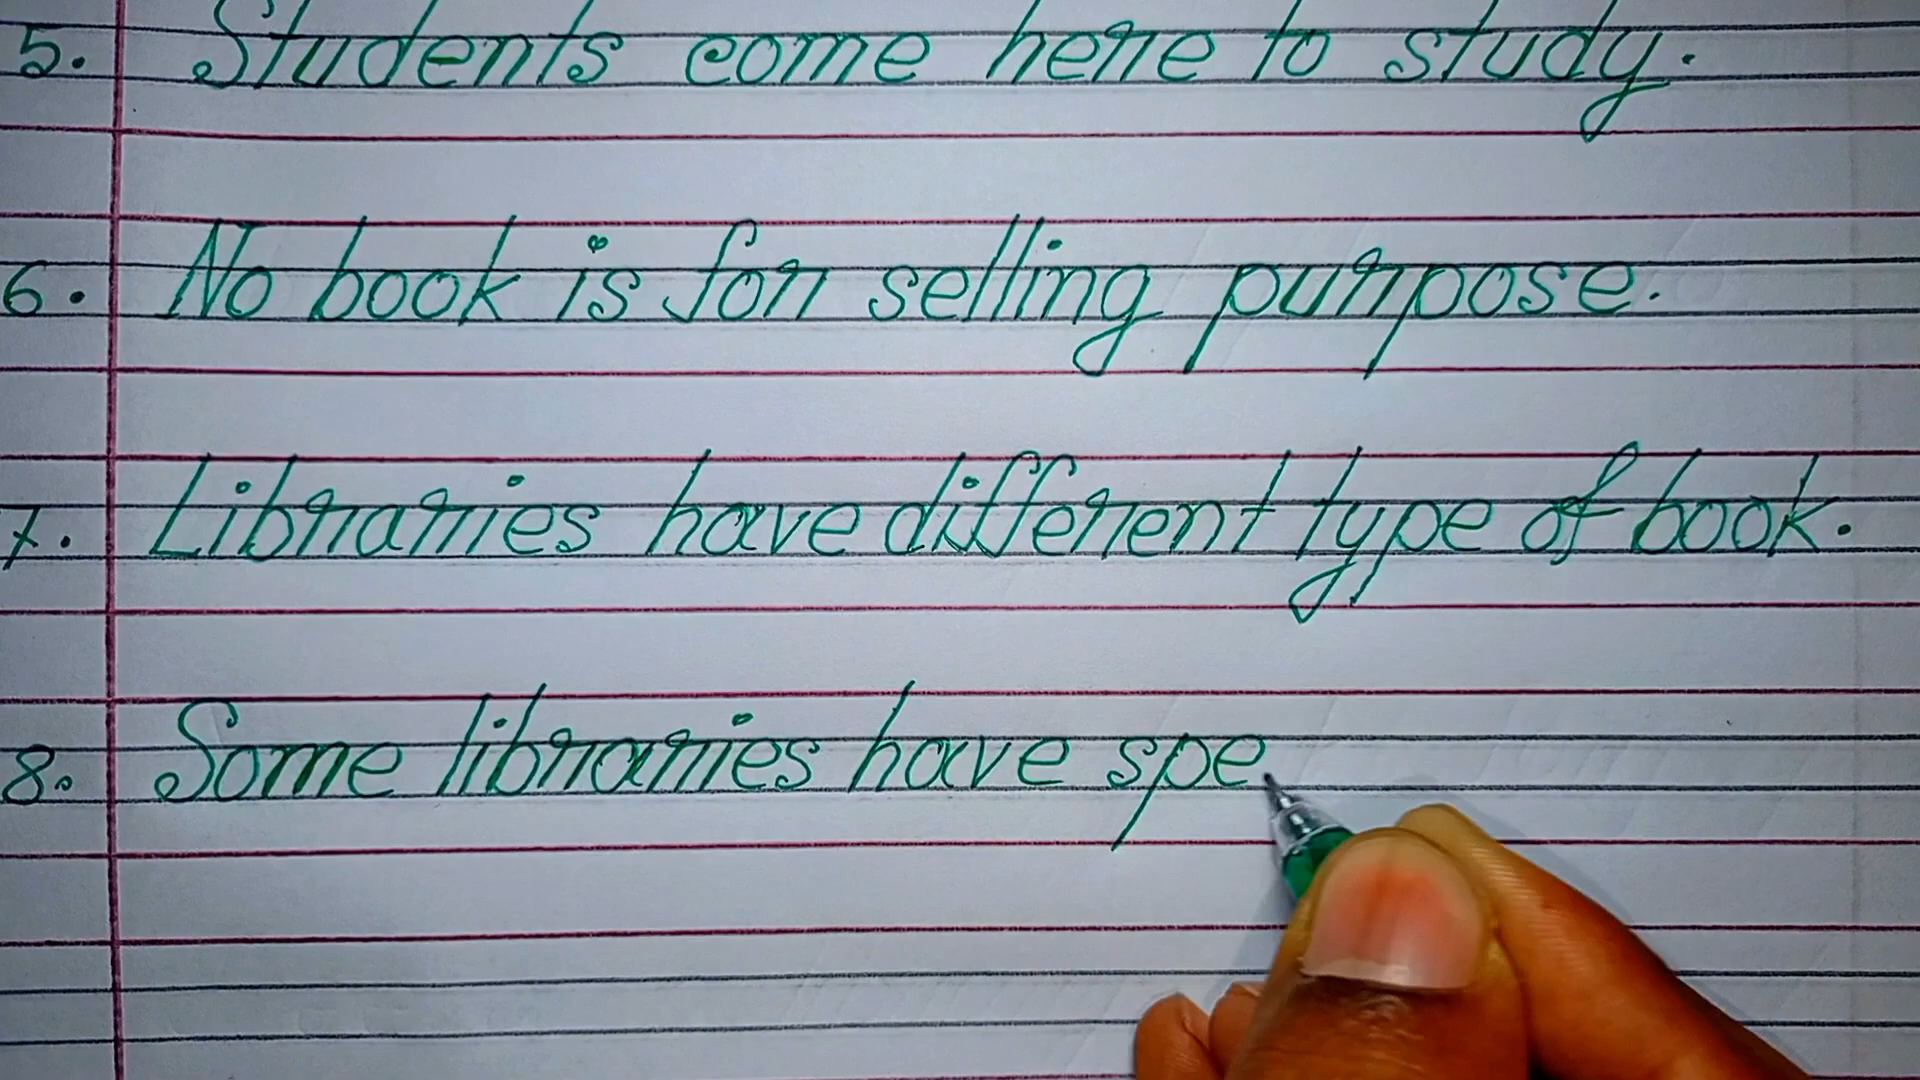 5. Students come here to study.
6. No book is for selling purpose.
7. Libraries have different type of book.
8. Some libraries have spe